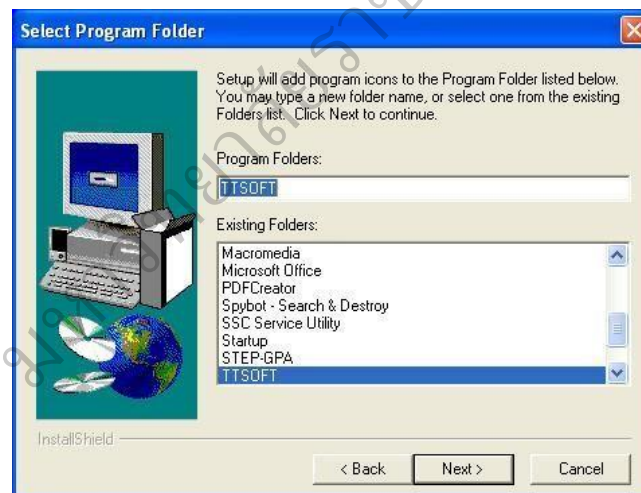 Select Program Folder
Setup will add program icons to the Program Folder listed below.
You may type a new folder name, or select one from the existing
Folders list. Click Next to continue.
Program Folders:
TTSOFT
Existing Folders:
Macromedia
Microsoft Office
PDFCreator
Spybot - Search & Destroy
SSC Service Utility
Startup
STEP-GPA
TTSOFT
InstallShield
< Back
Next >
Cancel